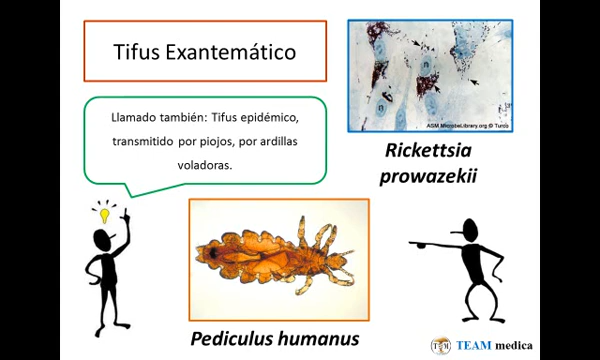 Tifus Exantemático
Llamado también: Tifus epidémico,
transmitido por piojos, por ardillas
voladoras.
ASM MicrobeLibrary.org © Turco
Rickettsia
prowazekii
Pediculus humanus
TEAM medica